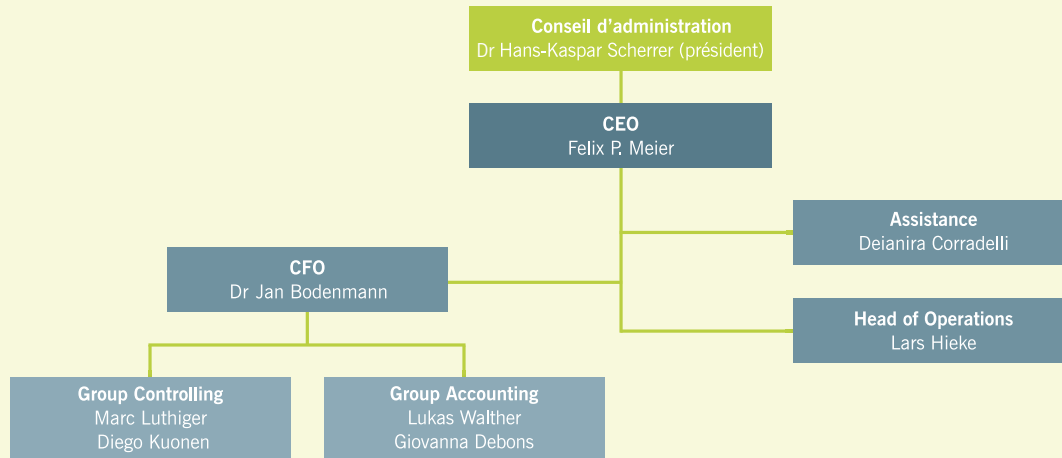 Conseil d'administration
Dr Hans-Kaspar Scherrer (président)
CEO
Felix P. Meier
Assistance
Deianira Corradelli
CFO
Dr Jan Bodenmann
Head of Operations
Lars Hieke
Group Controlling
Marc Luthiger
Diego Kuonen
Group Accounting
Lukas Walther
Giovanna Debons